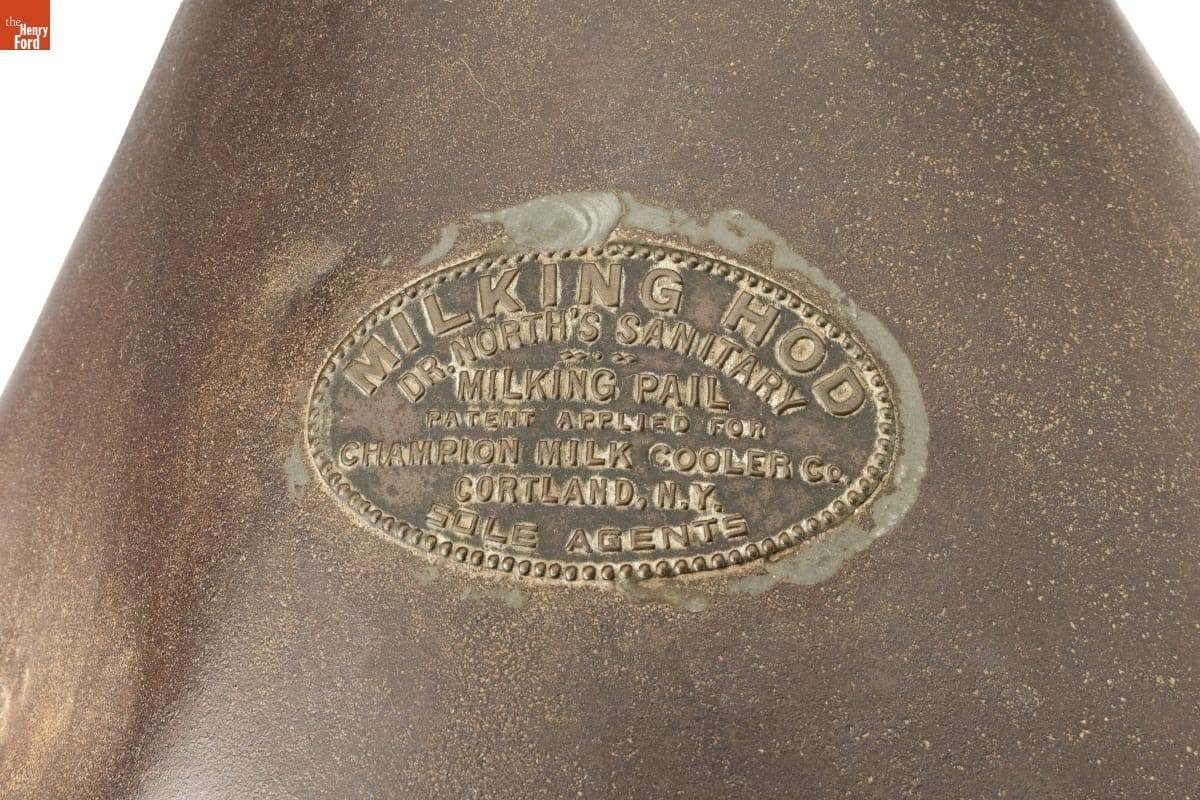 the
Henry
Ford
MILKING HOD
DR. NORTH'S SANITARY
MILKING PAIL
PATENT APPLIED FOR
CHAMPION MILK COOLER CO.
CORTLAND, N.Y.
SOLE AGENTS